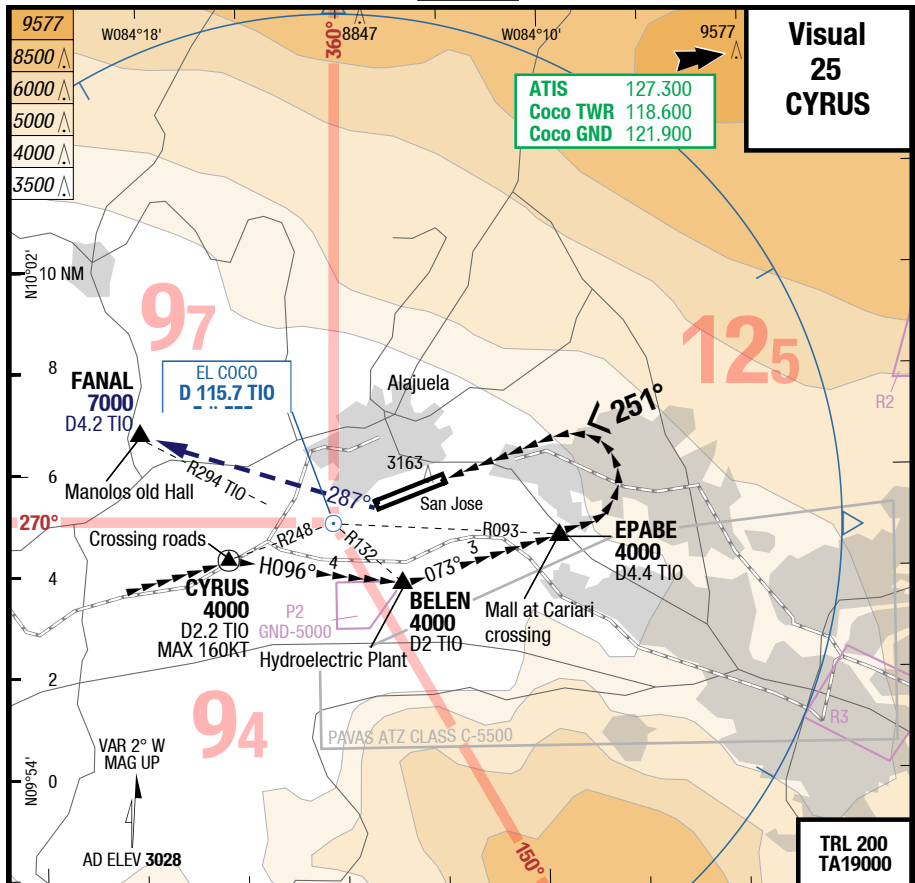 9577
8500
6000
5000
4000
3500
W084°18'
8847
W084°10'
9577
360°
Visual
25
CYRUS
ATIS 127.300
Coco TWR 118.600
Coco GND 121.900
N10°02'
10 NM
97
125
R2
8
FANAL
7000
D4.2 TIO
EL COCO
D 115.7 TIO
Alajuela
251°
6
R294 TIO
287°
3163
San Jose
Manolos old Hall
270°
Crossing roads
R248
R132
R093
EPABE
4000
D4.4 TIO
4
H096°
4
073°
3
CYRUS
4000
D2.2 TIO
MAX 160KT
P2
GND-5000
BELEN
4000
D2 TIO
Mall at Cariari
crossing
Hydroelectric Plant
2
94
R3
PAVAS ATZ CLASS C-5500
VAR 2° W
MAG UP
N09°54'
0
150°
AD ELEV 3028
TRL 200
TA19000